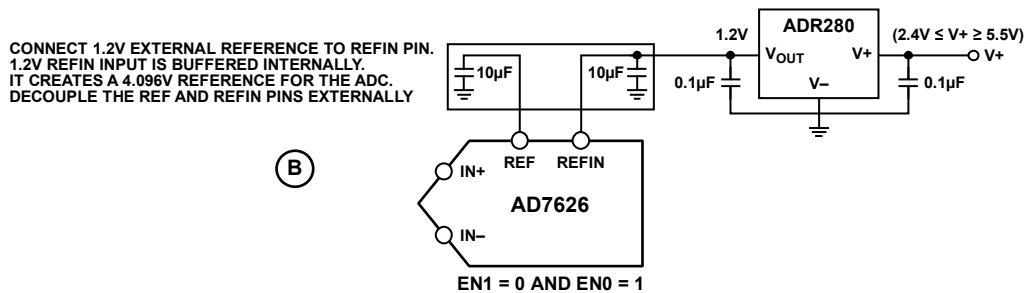 CONNECT 1.2V EXTERNAL REFERENCE TO REFIN PIN.
1.2V REFIN INPUT IS BUFFERED INTERNALLY.
IT CREATES A 4.096V REFERENCE FOR THE ADC.
DECOUPLE THE REF AND REFIN PINS EXTERNALLY
10µF
10µF
1.2V
ADR280
(2.4V ≤ V+ ≥ 5.5V)
VOUT
V+
V+
0.1µF
V–
0.1µF
B
REF
REFIN
IN+
AD7626
IN–
EN1 = 0 AND EN0 = 1